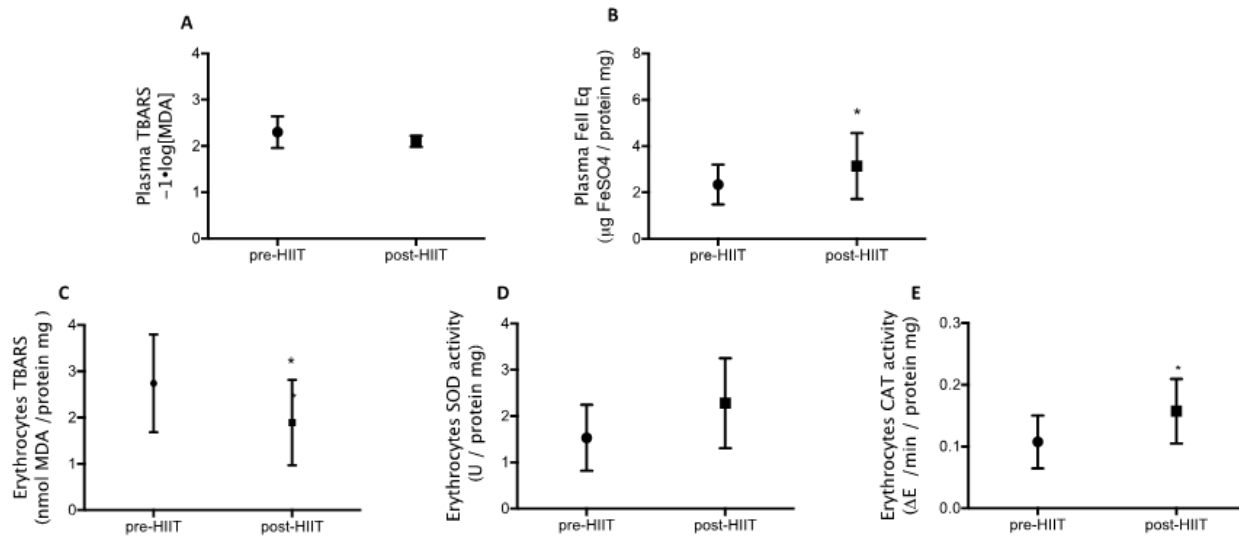 A
Plasma TBARS
−1•log[MDA]
4
3
2
1
0
pre-HIIT post-HIIT
B
Plasma FeII Eq
(µg FeSO4 / protein mg)
8
6
4
2
0
*
pre-HIIT post-HIIT
C
Erythrocytes TBARS
(nmol MDA /protein mg )
4
3
2
1
0
*
pre-HIIT post-HIIT
D
Erythrocytes SOD activity
(U / protein mg)
4
3
2
1
0
pre-HIIT post-HIIT
E
Erythrocytes CAT activity
(ΔE /min / protein mg)
0.3
0.2
0.1
0.0
*
pre-HIIT post-HIIT